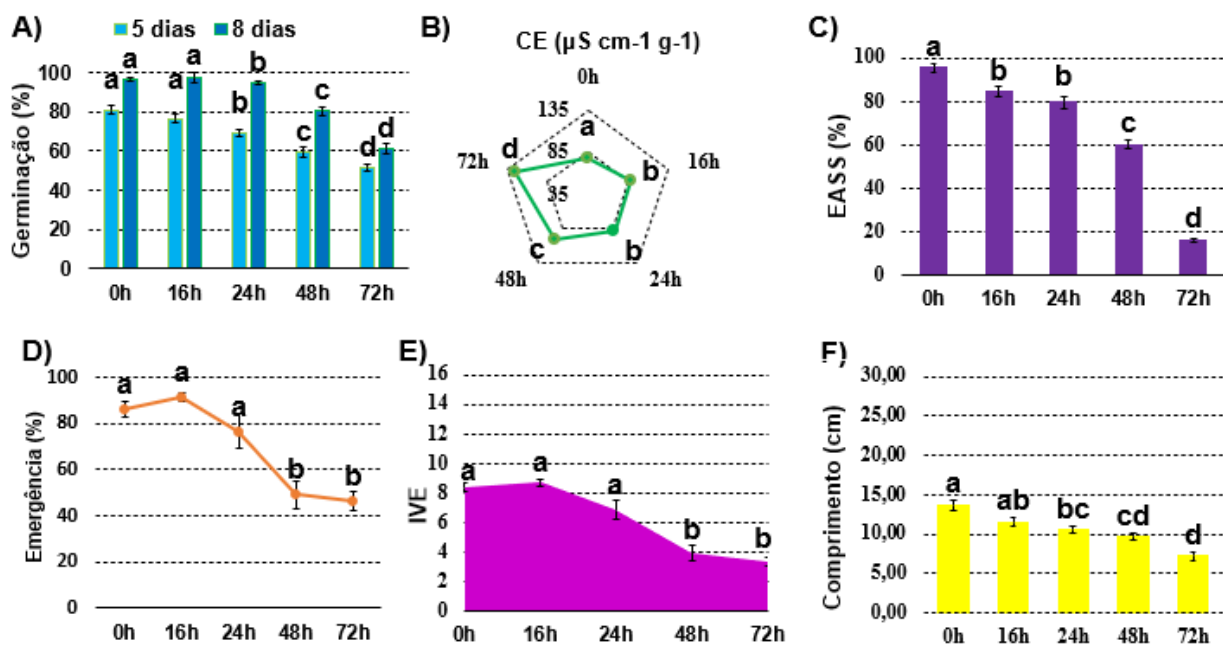 A)
5 dias 8 dias
Germinação (%)
100
80
60
40
20
0
a a a a b b c c d d
0h 16h 24h 48h 72h
B)
CE (µS cm-1 g-1)
0h
135
85
35
16h
24h
48h
72h
a
b
b
c
d
C)
EASS (%)
100
80
60
40
20
0
a b b c d
0h 16h 24h 48h 72h
D)
Emergência (%)
100
80
60
40
20
0
a a a b b
0h 16h 24h 48h 72h
E)
IVE
16
14
12
10
8
6
4
2
0
a a a b b
0h 16h 24h 48h 72h
F)
Comprimento (cm)
30,00
25,00
20,00
15,00
10,00
5,00
0,00
a ab bc cd d
0h 16h 24h 48h 72h